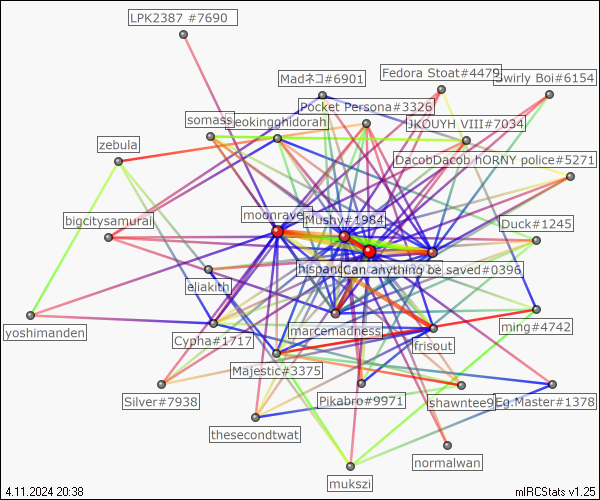 LPK2387 #7690
Madネコ#6901
Fedora Stoat#4479
Swirly Boi#6154
Pocket Persona#3326
somass
JKOUYH VIII#7034
zebula
DacobDacob hORNY police#5271
bigcitysamurai
moonrave
Mushy#1984
Duck#1245
Can anything be saved#0396
eliakith
yoshimanden
Cypha#1717
marcemadness
frisout
ming#4742
Majestic#3375
Silver#7938
Pikabro#9971
shawntee9
Eg.Master#1378
thesecondtwat
normalwan
mukszi
4.11.2024 20:38
mIRCStats v1.25